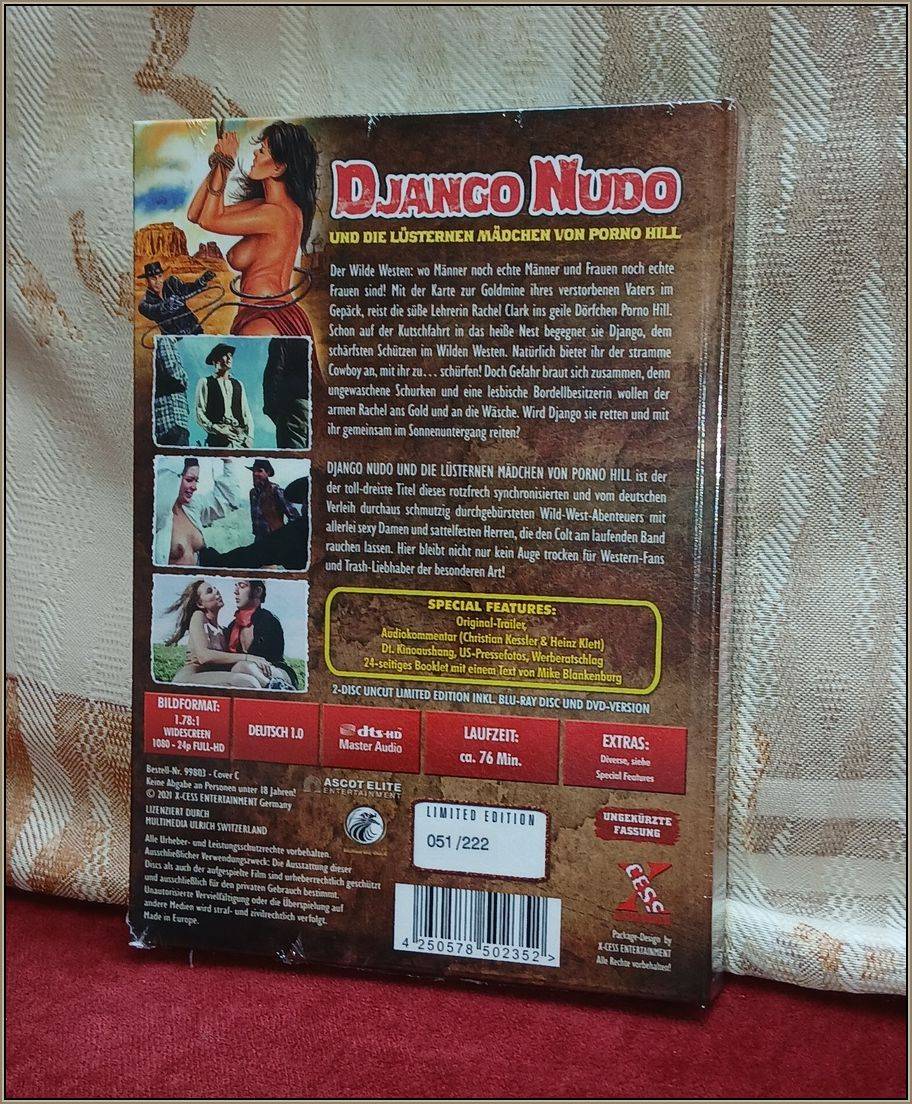 DJANGO NUDO
UND DIE LÜSTERNEN MÄDCHEN VON PORNO HILL
Der Wilde Westen: wo Männer noch echte Männer und Frauen noch echte
Frauen sind! Mit der Karte zur Goldmine ihres verstorbenen Vaters im
Gepäck, reist die süße Lehrerin Rachel Clark ins geile Dörfchen Porno Hill.
Schon auf der Kutschfahrt in das heiße Nest begegnet sie Django, dem
schärfsten Schützen im Wilden Westen. Natürlich bietet ihr der stramme
Cowboy an, mit ihr zu... schürfen! Doch Gefahr braut sich zusammen, denn
ungewaschene Schurken und eine lesbische Bordellbesitzerin wollen der
armen Rachel ans Gold und an die Wäsche. Wird Django sie retten und mit
ihr gemeinsam im Sonnenuntergang reiten?
DJANGO NUDO UND DIE LÜSTERNEN MÄDCHEN VON PORNO HILL ist der
der toll-dreiste Titel dieses rotzfrech synchronisierten und vom deutschen
Verleih durchaus schmutzig durchgebürsteten Wild-West-Abenteuers mit
allerlei sexy Damen und sattelfesten Herren, die den Colt am laufenden Band
rauchen lassen. Hier bleibt nicht nur kein Auge trocken für Western-Fans
und Trash-Liebhaber der besonderen Art!
SPECIAL FEATURES:
Original-Trailer,
Audiokommentar (Christian Kessler & Heinz Klett)
Dt. Kinoaushang, US-Pressefotos, Werberatschlag
24-seitiges Booklet mit einem Text von Mike Blankenburg
2-DISC UNCUT LIMITED EDITION INKL. BLU-RAY DISC UND DVD-VERSION
BILDFORMAT:
1.78:1
WIDESCREEN
1080 - 24p FULL-HD
DEUTSCH 1.0
dts-HD
Master Audio
LAUFZEIT:
ca. 76 Min.
EXTRAS:
Diverse, siehe
Special Features
Bestell-Nr. 99803 - Cover C
Keine Abgabe an Personen unter 18 Jahren!
© 2021 X-CESS ENTERTAINMENT Germany
LIZENZIERT DURCH
MULTIMEDIA ULRICH SWITZERLAND
Alle Urheber- und Leistungsschutzrechte vorbehalten.
Ausschließlicher Verwendungszweck: Die Ausstattung dieser
Discs als auch der aufgespielte Film sind urheberrechtlich geschützt
und ausschließlich für den privaten Gebrauch bestimmt.
Unautorisierte Vervielfältigung oder die Überspielung auf
andere Medien wird straf- und zivilrechtlich verfolgt.
Made in Europe.
ASCOT ELITE
ENTERTAINMENT
LIMITED EDITION
051 /222
4 250578 502352 >
UNGEKÜRZTE
FASSUNG
X CESS
Package-Design by
X-CESS ENTERTAINMENT
Alle Rechte vorbehalten!